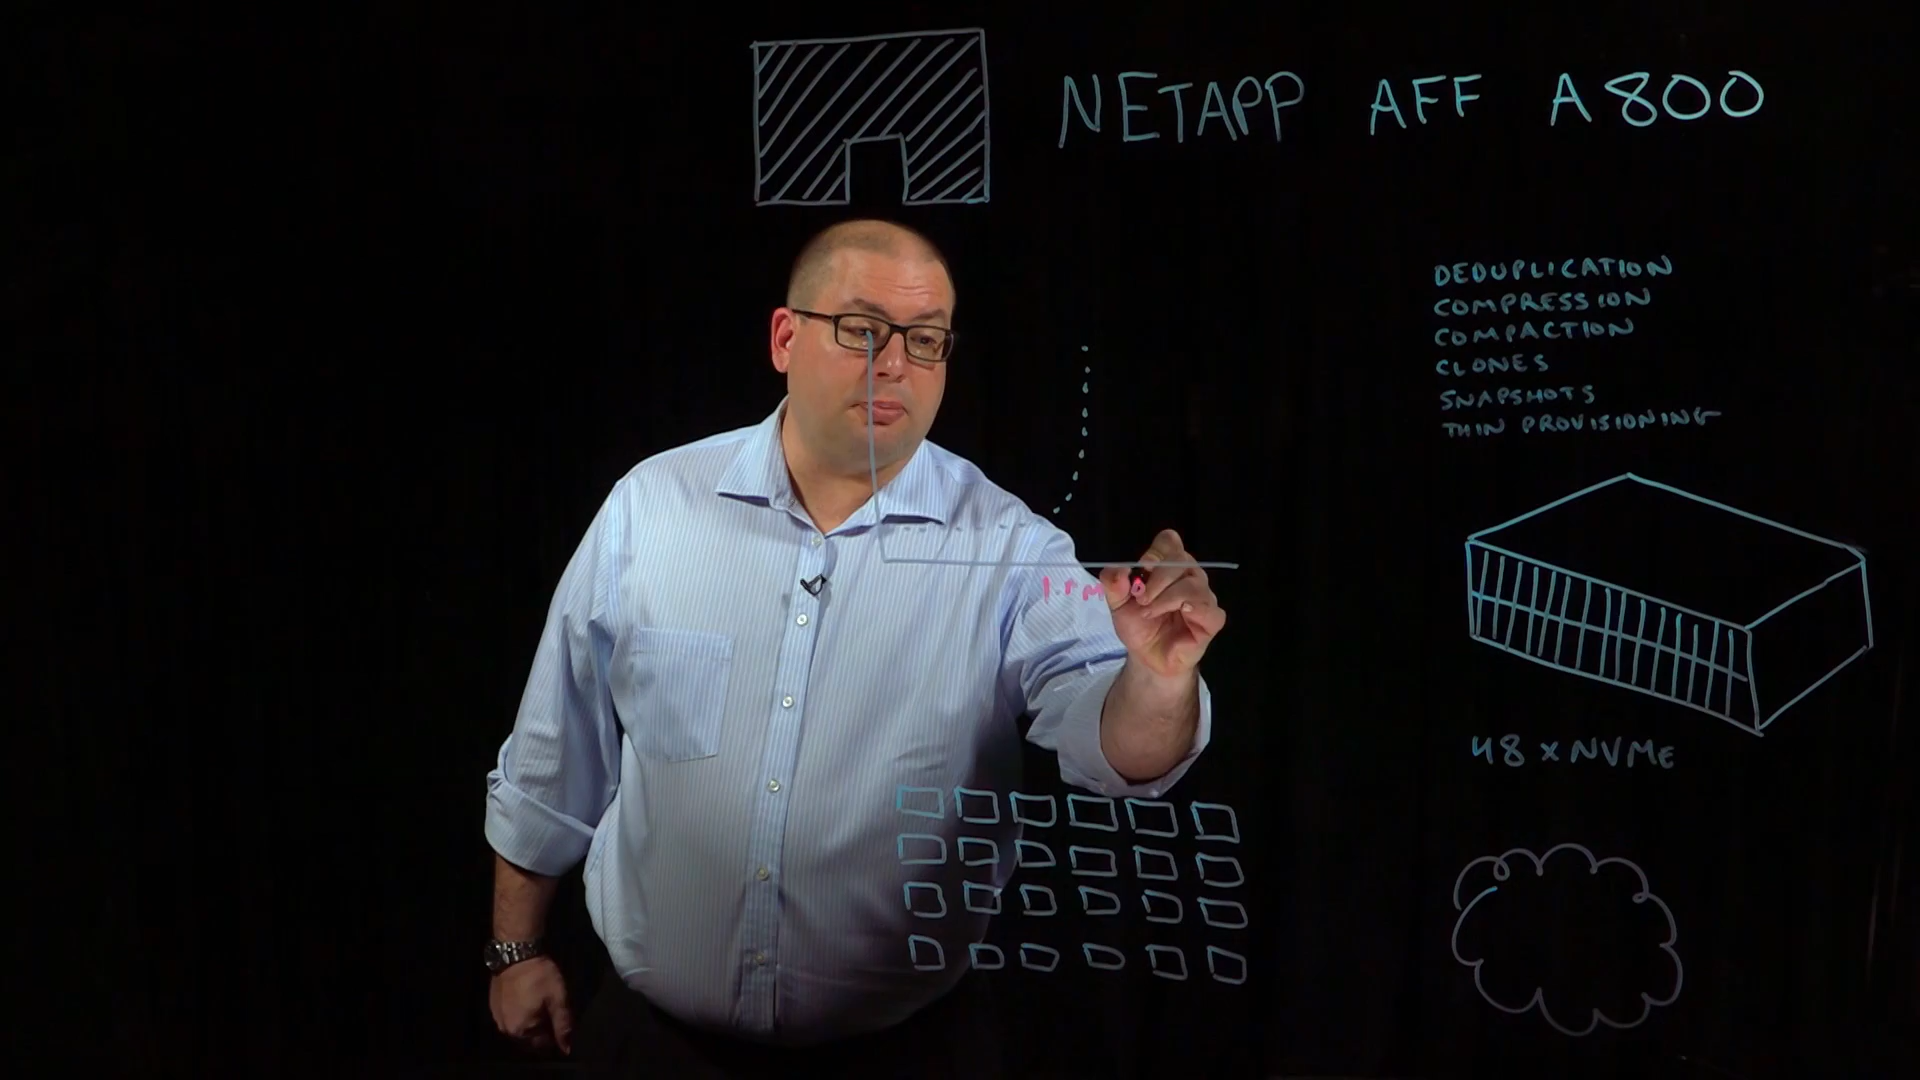 NETAPP AFF A800
DEDUPLICATION
COMPRESSION
COMPACTION
CLONES
SNAPSHOTS
THIN PROVISIONING
48 x NVMe